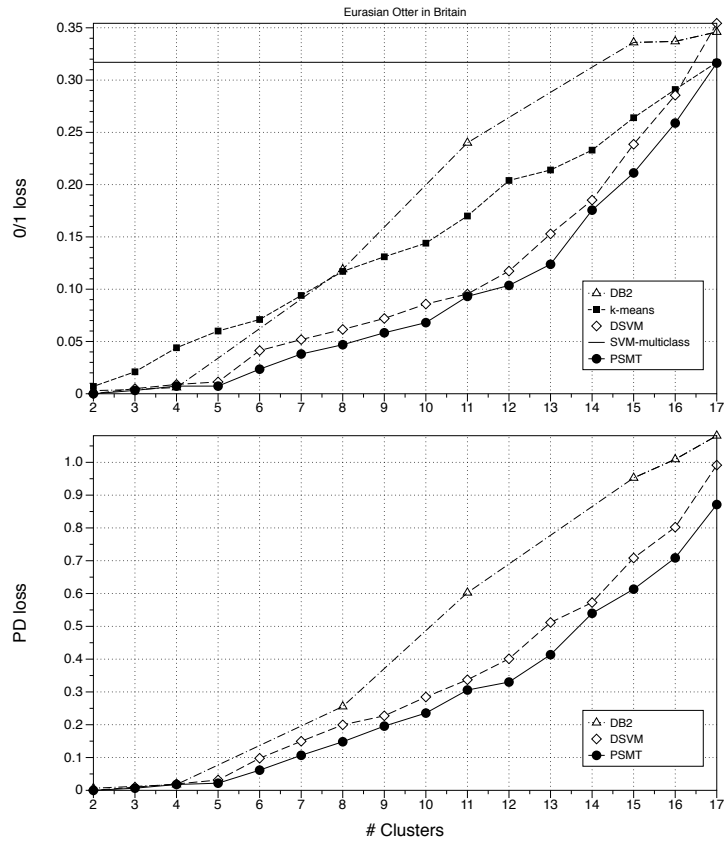 Eurasian Otter in Britain
0.35
0.30
0.25
0.20
0.15
0.10
0.05
0
0/1 loss
DB2
k-means
DSVM
SVM-multiclass
PSMT
2 3 4 5 6 7 8 9 10 11 12 13 14 15 16 17
1.0
0.9
0.8
0.7
0.6
0.5
0.4
0.3
0.2
0.1
0
PD loss
DB2
DSVM
PSMT
2 3 4 5 6 7 8 9 10 11 12 13 14 15 16 17
# Clusters